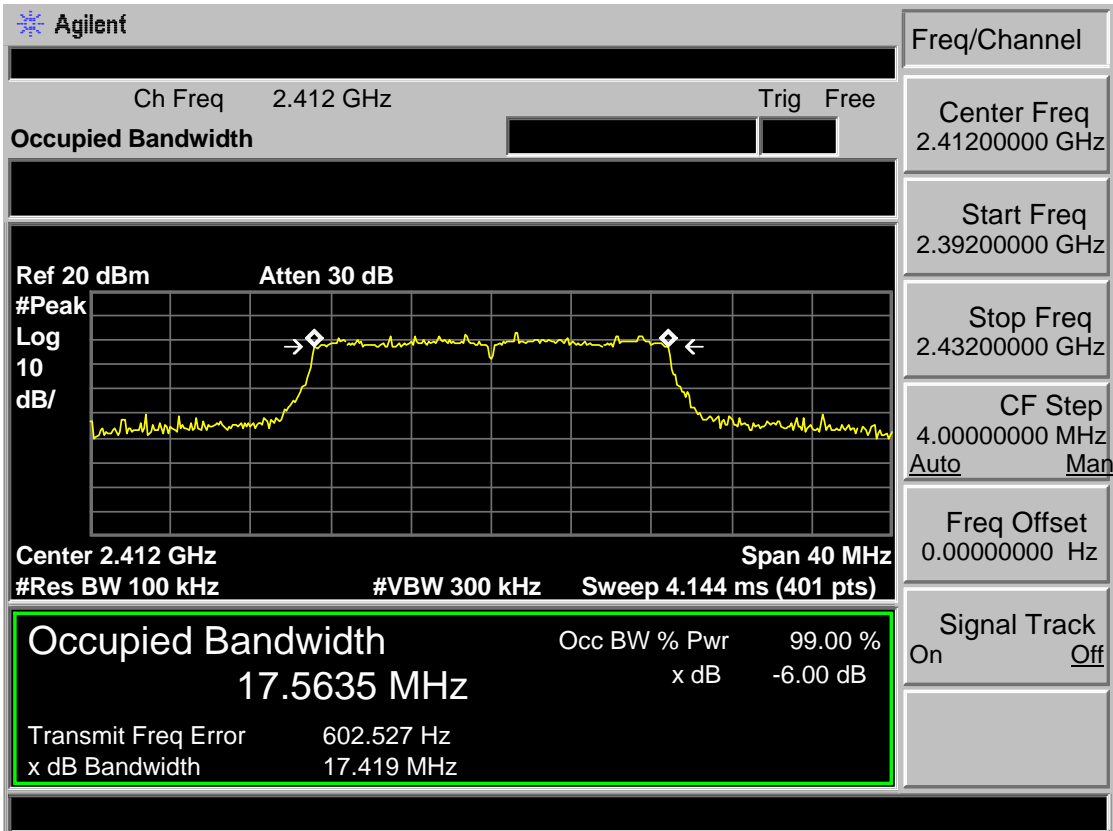 Agilent
Freq/Channel
Ch Freq 2.412 GHz Trig Free
Occupied Bandwidth
Center Freq
2.41200000 GHz
Start Freq
2.39200000 GHz
Stop Freq
2.43200000 GHz
CF Step
4.00000000 MHz
Auto Man
Freq Offset
0.00000000 Hz
Signal Track
On Off
Ref 20 dBm Atten 30 dB
#Peak
Log
10
dB/
Center 2.412 GHz Span 40 MHz
#Res BW 100 kHz #VBW 300 kHz Sweep 4.144 ms (401 pts)
Occupied Bandwidth
17.5635 MHz
Occ BW % Pwr 99.00 %
x dB -6.00 dB
Transmit Freq Error 602.527 Hz
x dB Bandwidth 17.419 MHz